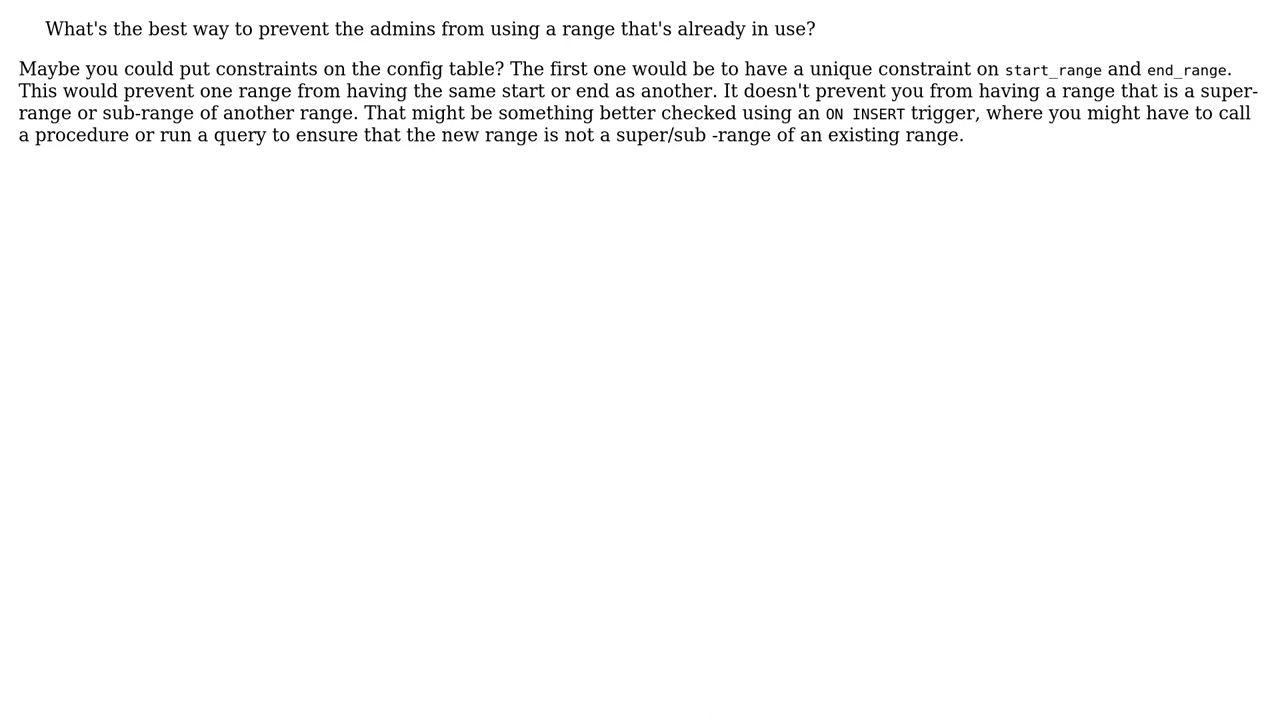 What's the best way to prevent the admins from using a range that's already in use?
Maybe you could put constraints on the config table? The first one would be to have a unique constraint on start_range and end_range.
This would prevent one range from having the same start or end as another. It doesn't prevent you from having a range that is a super-
range or sub-range of another range. That might be something better checked using an ON INSERT trigger, where you might have to call
a procedure or run a query to ensure that the new range is not a super/sub -range of an existing range.